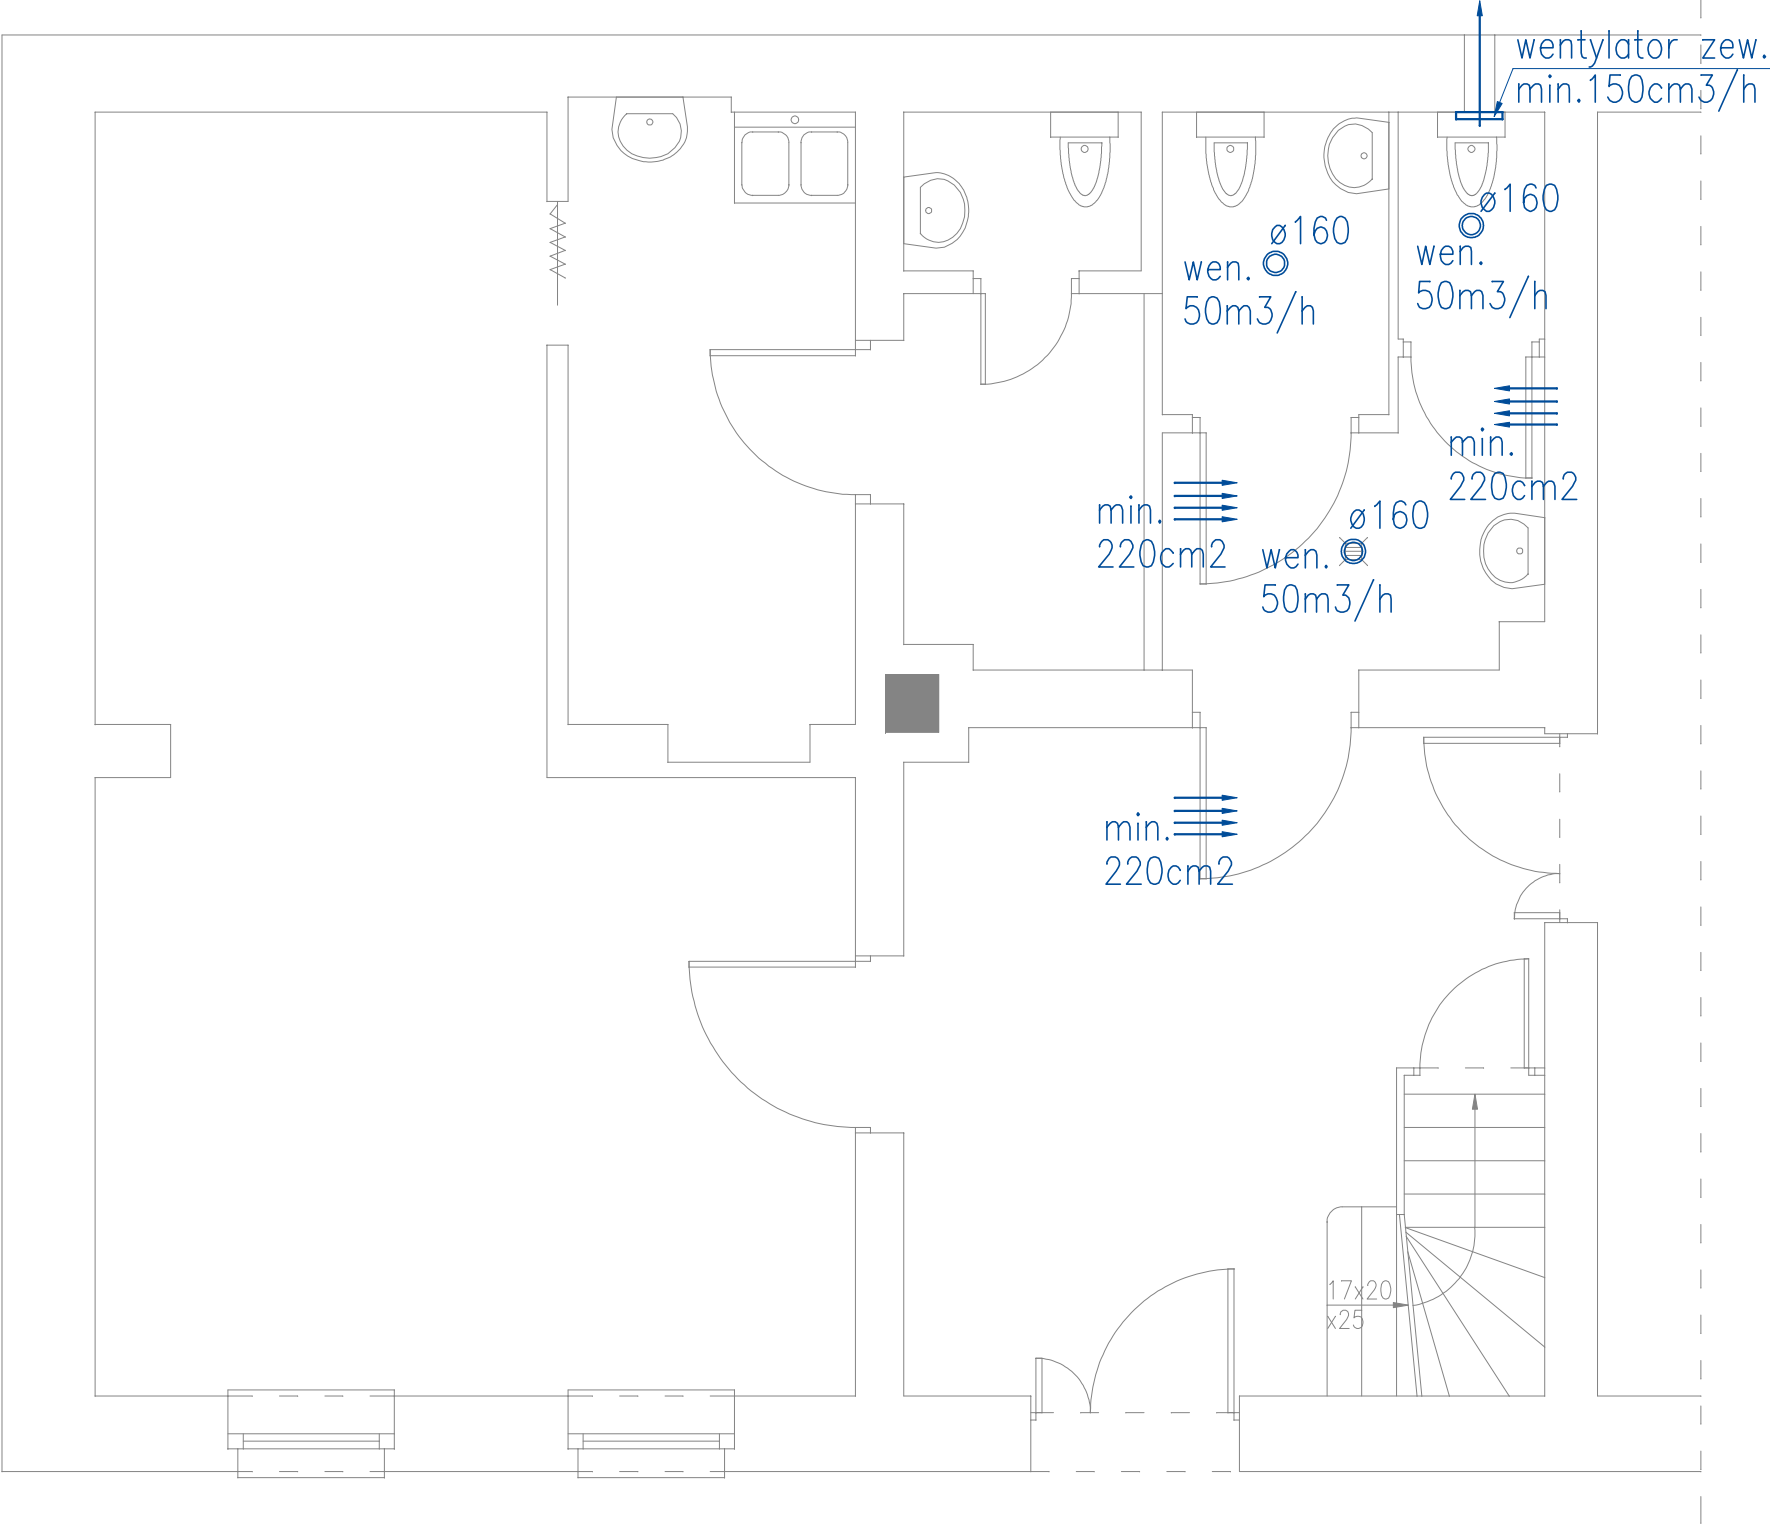 wentylator zew.
min.150cm3/h
ø160
wen.
50m3/h
ø160
wen.
50m3/h
min.
220cm2
min.
220cm2
ø160
wen.
50m3/h
min.
220cm2
17x20
x25